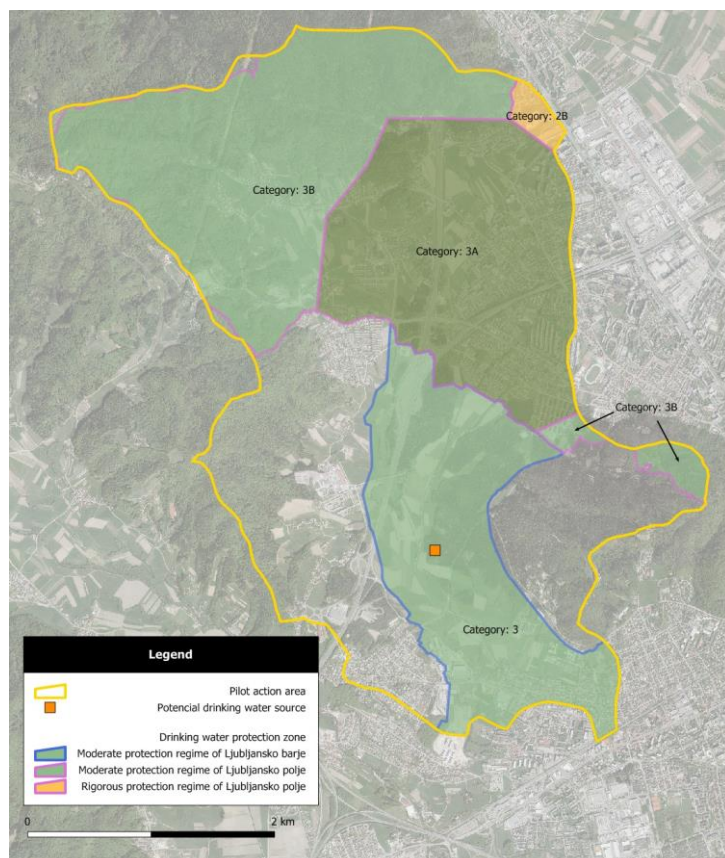 Category: 2B
Category: 3B
Category: 3A
Category: 3B
Category: 3
Legend
Pilot action area
Potencial drinking water source
Drinking water protection zone
Moderate protection regime of Ljubljansko barje
Moderate protection regime of Ljubljansko polje
Rigorous protection regime of Ljubljansko polje
0 2 km